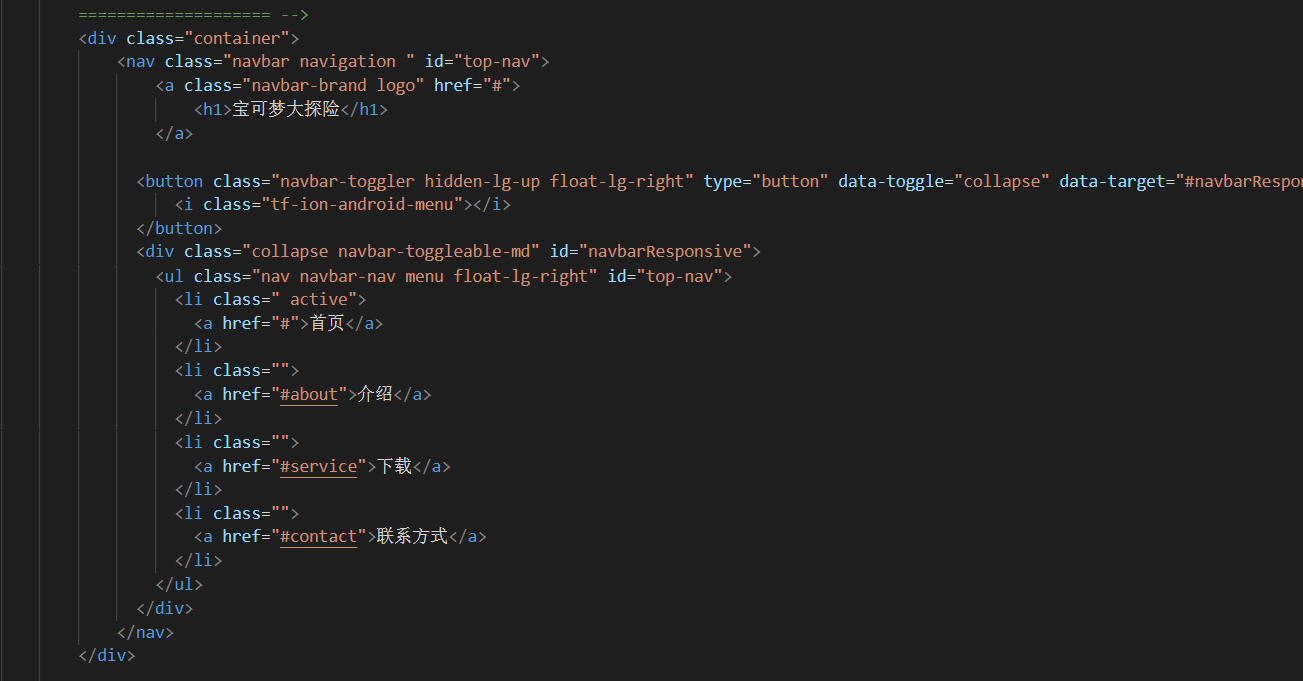 ==================== -->
<div class="container">
<nav class="navbar navigation " id="top-nav">
<a class="navbar-brand logo" href="#">
<h1>宝可梦大探险</h1>
</a>
<button class="navbar-toggler hidden-lg-up float-lg-right" type="button" data-toggle="collapse" data-target="#navbarRespon
<i class="tf-ion-android-menu"></i>
</button>
<div class="collapse navbar-toggleable-md" id="navbarResponsive">
<ul class="nav navbar-nav menu float-lg-right" id="top-nav">
<li class=" active">
<a href="#">首页</a>
</li>
<li class="">
<a href="#about">介绍</a>
</li>
<li class="">
<a href="#service">下载</a>
</li>
<li class="">
<a href="#contact">联系方式</a>
</li>
</ul>
</div>
</nav>
</div>